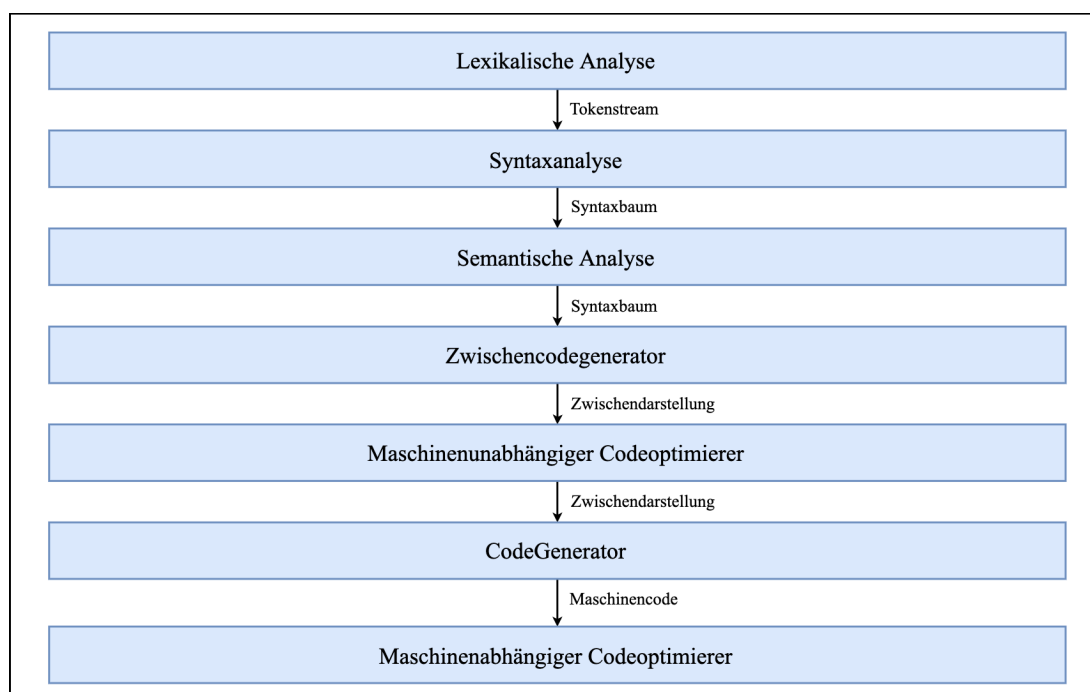 Lexikalische Analyse
Tokenstream
Syntaxanalyse
Syntaxbaum
Semantische Analyse
Syntaxbaum
Zwischencodegenerator
Zwischendarstellung
Maschinenunabhängiger Codeoptimierer
Zwischendarstellung
CodeGenerator
Maschinencode
Maschinenabhängiger Codeoptimierer